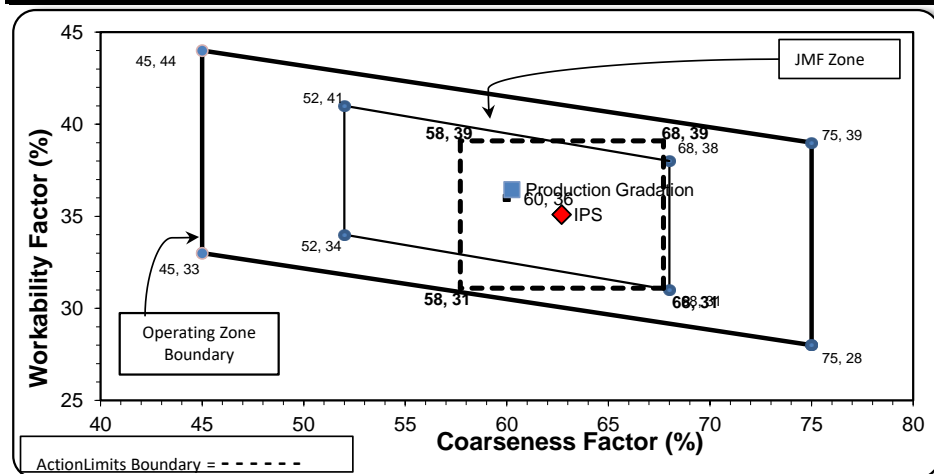 45
40
35
30
25
Workability Factor (%)
45, 44
JMF Zone
52, 41
58, 39
68, 39
75, 39
68, 38
Production Gradation
60, 36
IPS
52, 34
45, 33
58, 31
68, 31
68, 31
Operating Zone
Boundary
75, 28
40 45 50 55 60 65 70 75 80
Coarseness Factor (%)
ActionLimits Boundary = - - - - - - -